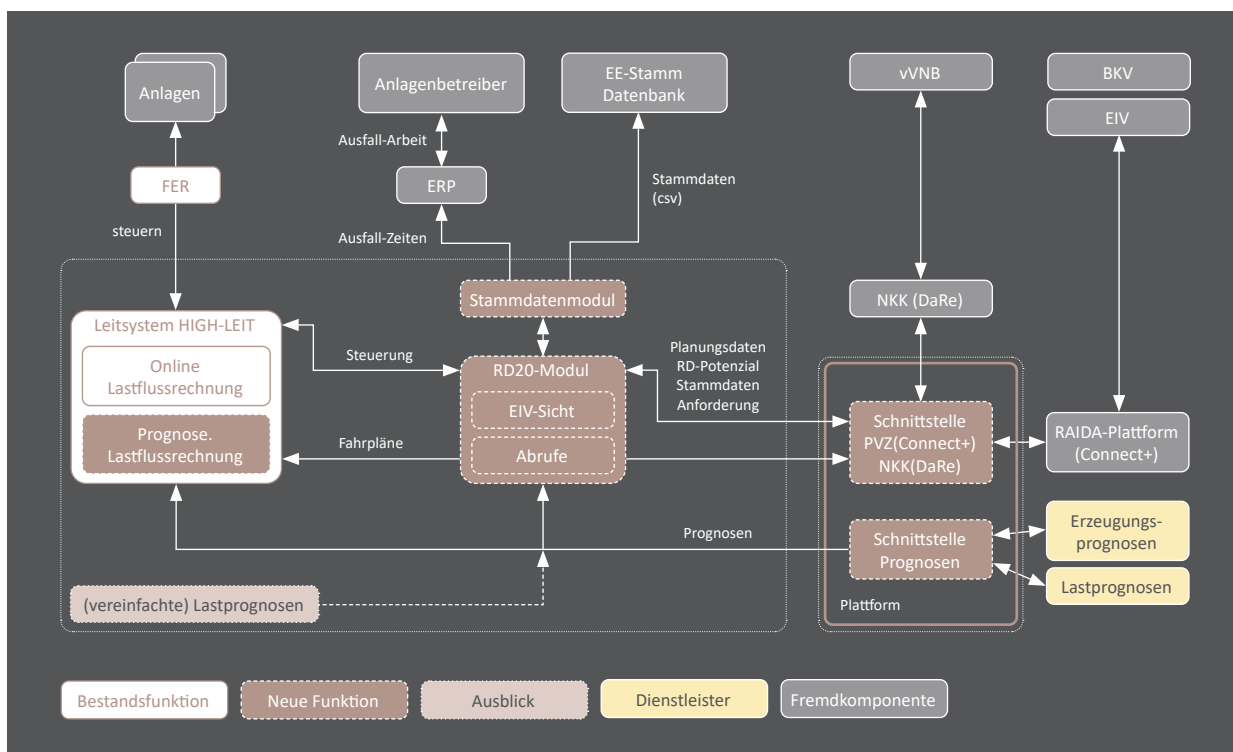 Anlagen
Anlagenbetreiber
EE-Stamm
Datenbank
vVNB
BKV
EIV
Ausfall-Arbeit
FER
ERP
Stammdaten
(csv)
steuern
Ausfall-Zeiten
Stammdatenmodul
NKK (DaRe)
Leitsystem HIGH-LEIT
Online
Lastflussrechnung
Prognose.
Lastflussrechnung
Steuerung
RD20-Modul
EIV-Sicht
Abrufe
Planungsdaten
RD-Potenzial
Stammdaten
Anforderung
Schnittstelle
PVZ(Connect+)
NKK(DaRe)
RAIDA-Plattform
(Connect+)
Fahrpläne
Prognosen
Schnittstelle
Prognosen
Erzeugungs-
prognosen
Lastprognosen
(vereinfachte) Lastprognosen
Plattform
Bestandsfunktion
Neue Funktion
Ausblick
Dienstleister
Fremdkomponente